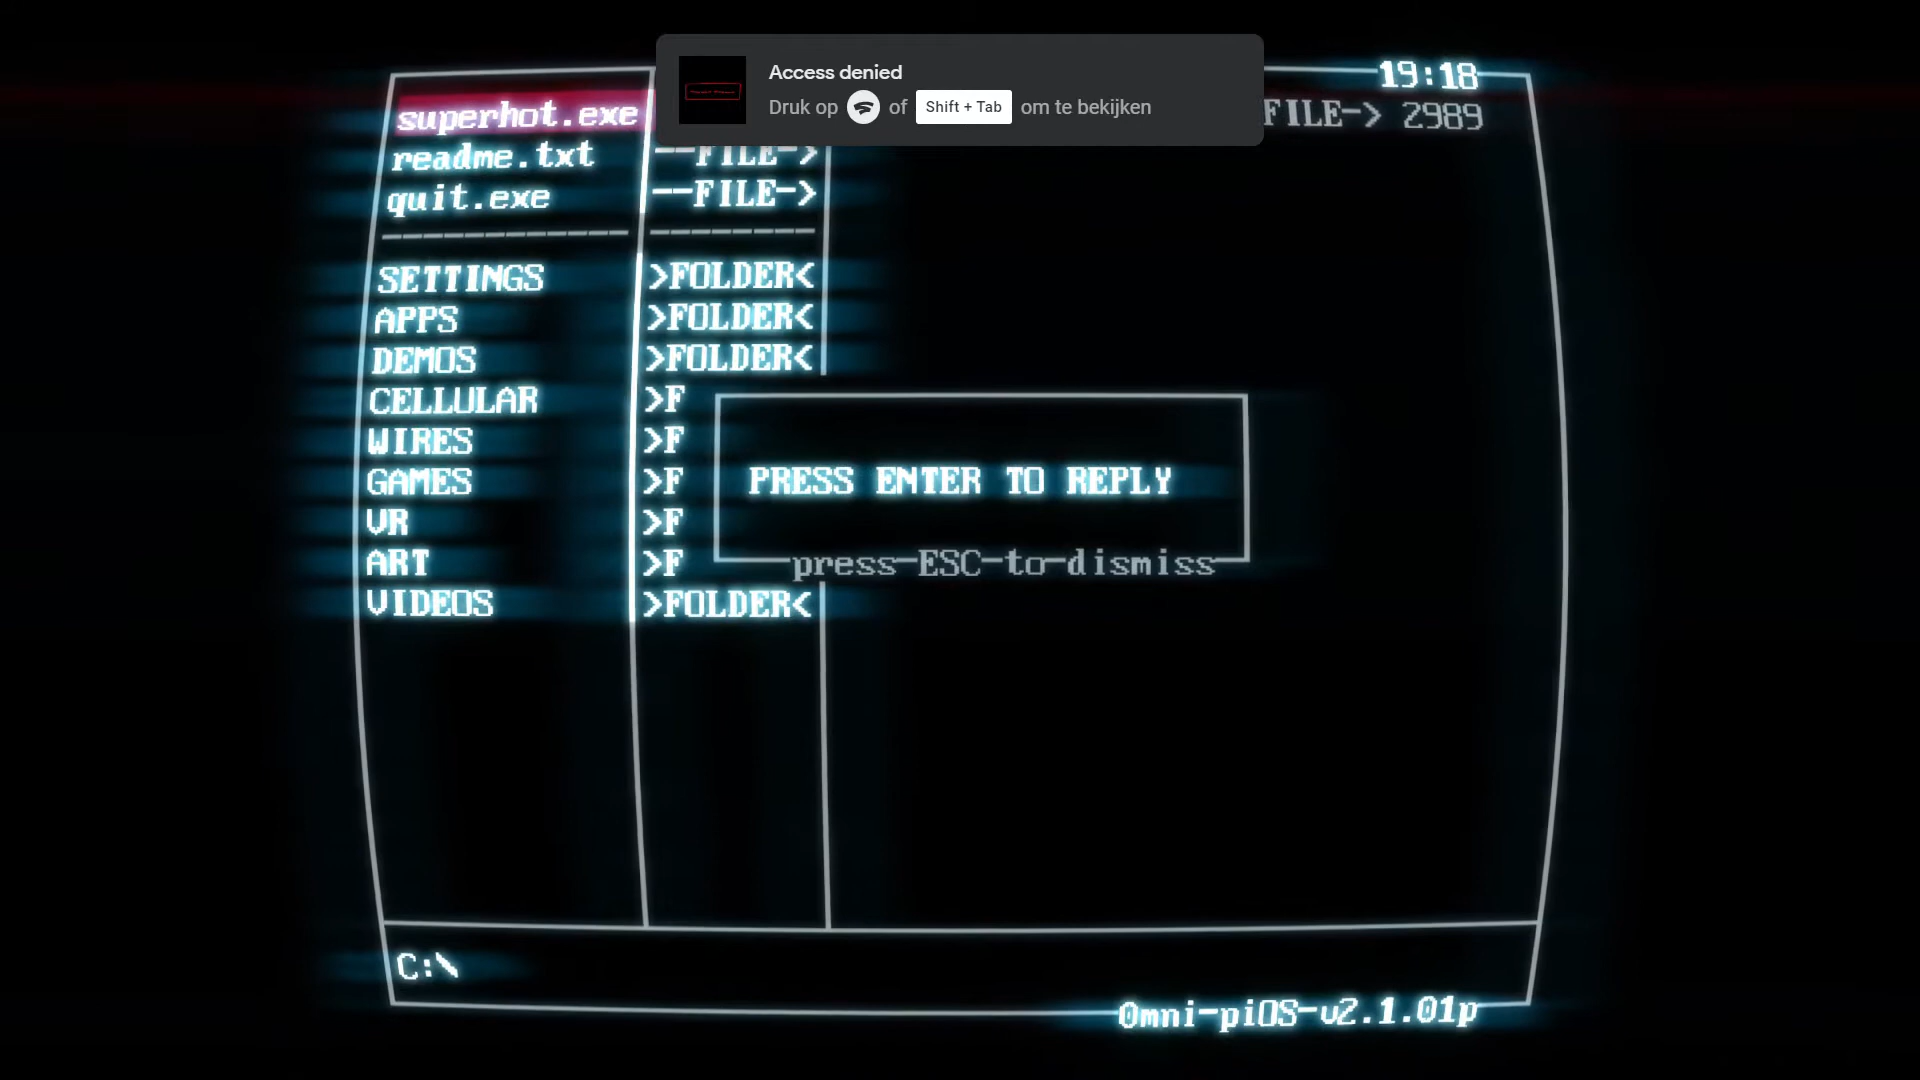 Access denied
Druk op of Shift + Tab om te bekijken
19:18
superhot.exe FILE-> 2989
readme.txt --FILE->
quit.exe --FILE->
SETTINGS >FOLDER<
APPS >FOLDER<
DEMOS >FOLDER<
CELLULAR >F
WIRES >F
GAMES >F
PRESS ENTER TO REPLY
VR >F
ART >F
press-ESC-to-dismiss
VIDEOS >FOLDER<
C:\
0mni-piOS-v2.1.01p